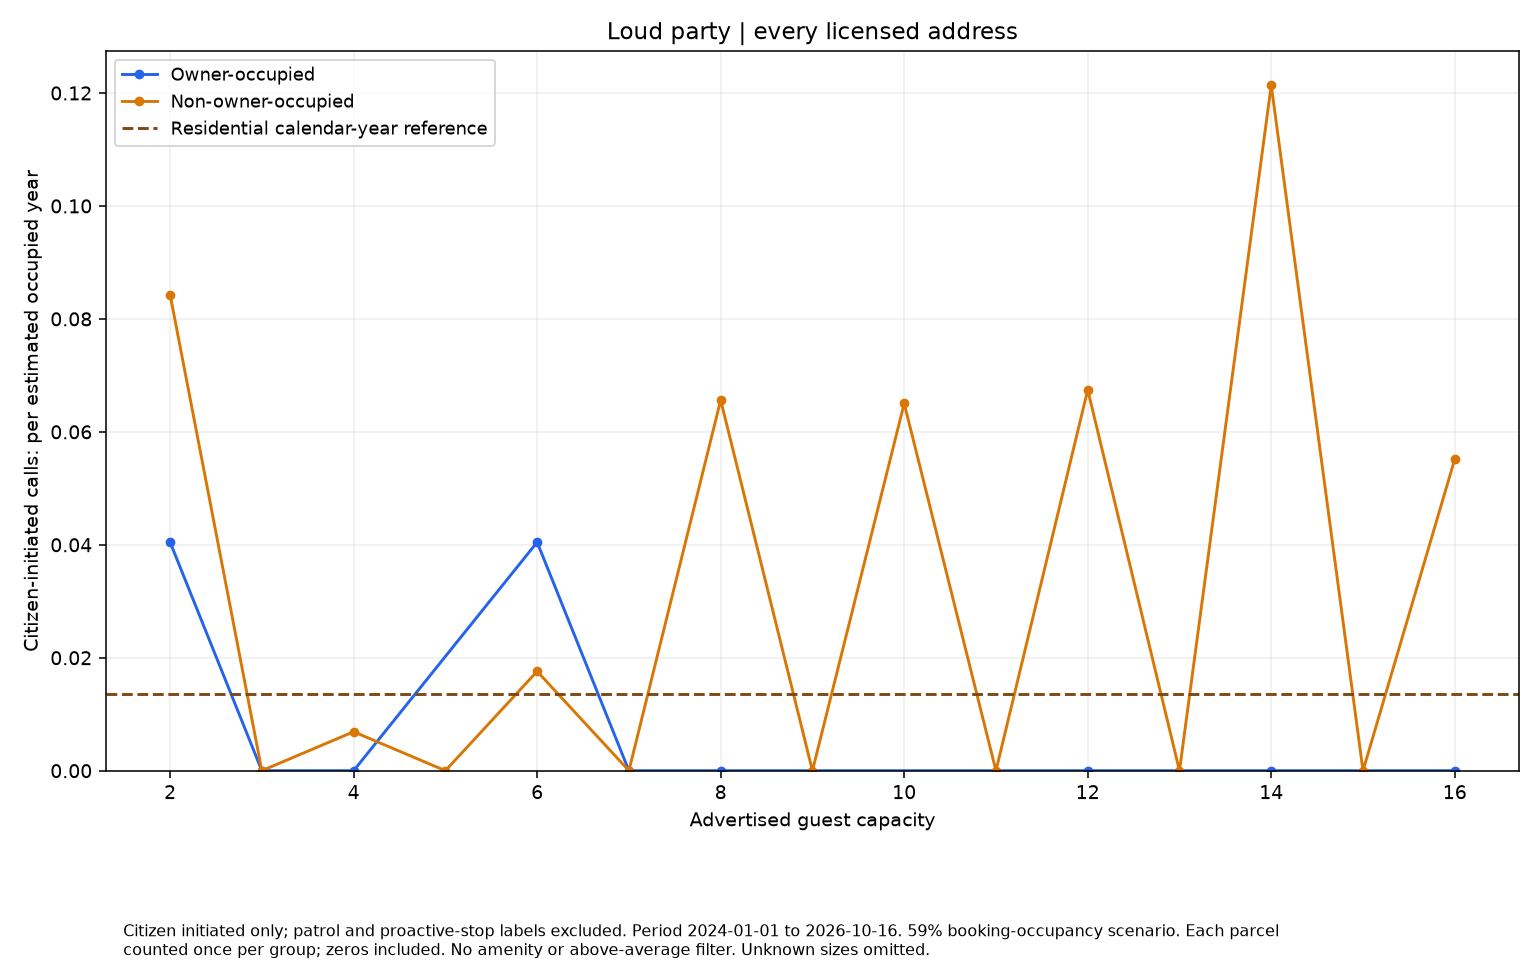 Loud party | every licensed address
Owner-occupied
Non-owner-occupied
Residential calendar-year reference
Citizen-initiated calls: per estimated occupied year
0.12
0.10
0.08
0.06
0.04
0.02
0.00
2 4 6 8 10 12 14 16
Advertised guest capacity
Citizen initiated only; patrol and proactive-stop labels excluded. Period 2024-01-01 to 2026-10-16. 59% booking-occupancy scenario. Each parcel
counted once per group; zeros included. No amenity or above-average filter. Unknown sizes omitted.